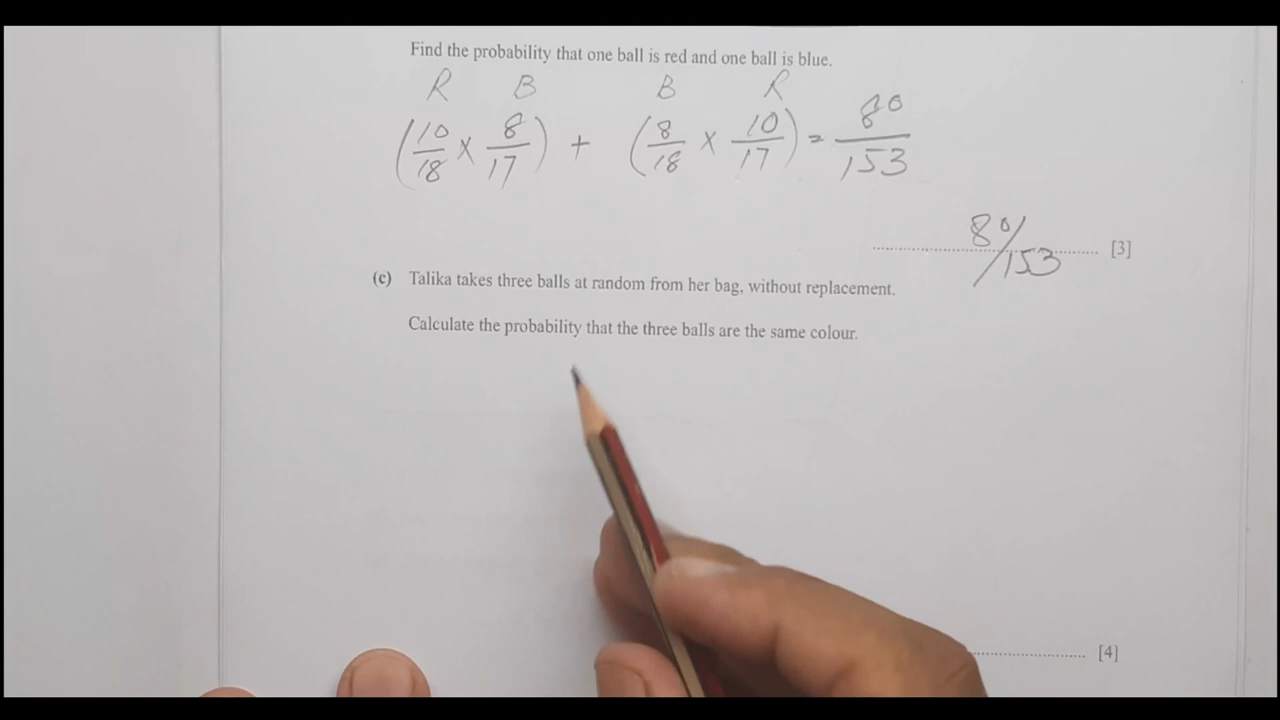 Find the probability that one ball is red and one ball is blue.
R B B R
(10/18 × 8/17) + (8/18 × 10/17) = 80/153
80/153 [3]
(c) Talika takes three balls at random from her bag, without replacement.
Calculate the probability that the three balls are the same colour.
[4]